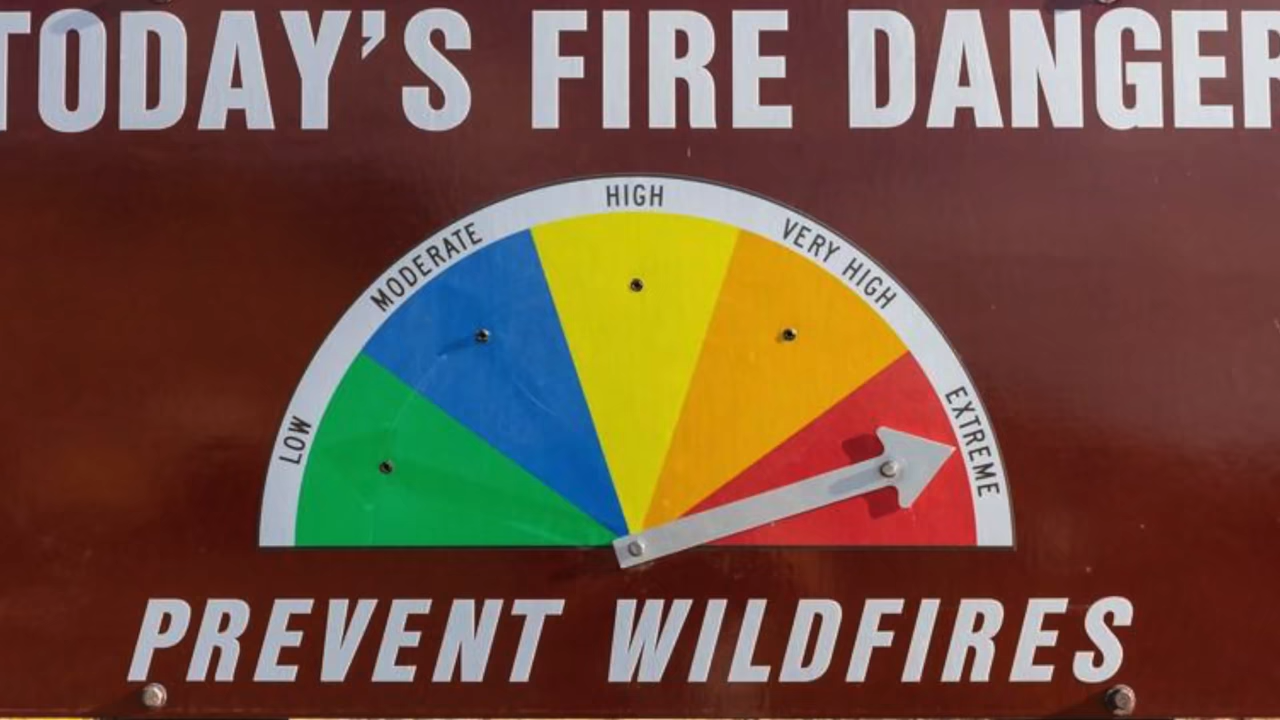 TODAY'S FIRE DANGER
HIGH
MODERATE
VERY HIGH
LOW
EXTREME
PREVENT WILDFIRES